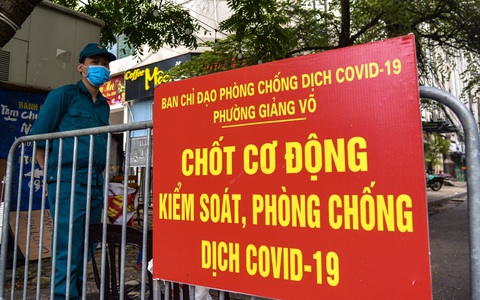 BAN CHỈ ĐẠO PHÒNG CHỐNG DỊCH COVID-19
PHƯỜNG GIẢNG VÕ
CHỐT CƠ ĐỘNG
KIỂM SOÁT, PHÒNG CHỐNG
DỊCH COVID-19
COFFEE